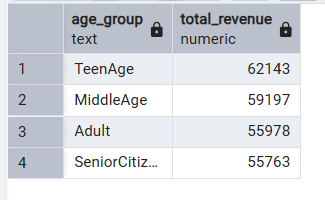 age_group total_revenue
text numeric
1 TeenAge 62143
2 MiddleAge 59197
3 Adult 55978
4 SeniorCitiz... 55763